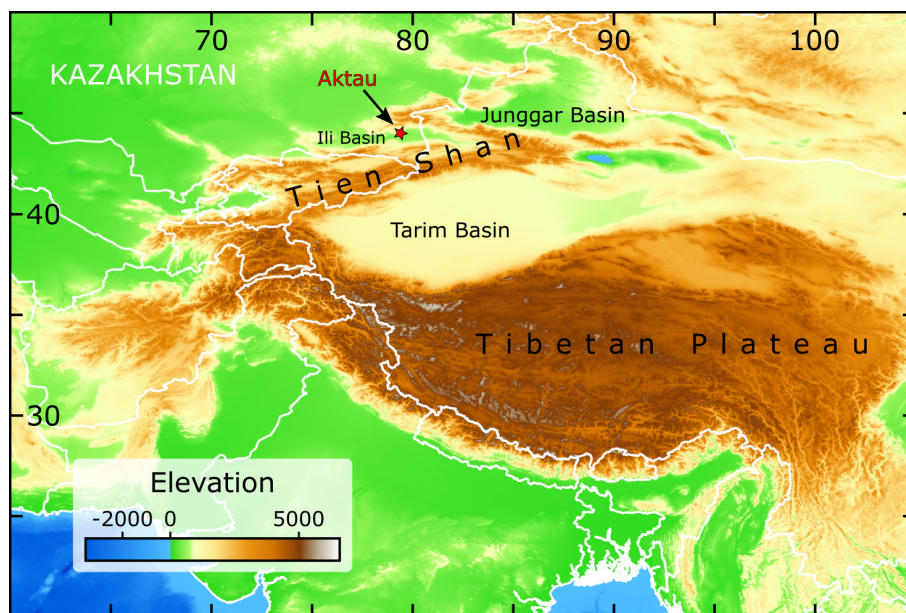 70 80 90 100
KAZAKHSTAN
Aktau
Junggar Basin
Ili Basin
Tien Shan
40
Tarim Basin
Tibetan Plateau
30
Elevation
-2000 0 5000